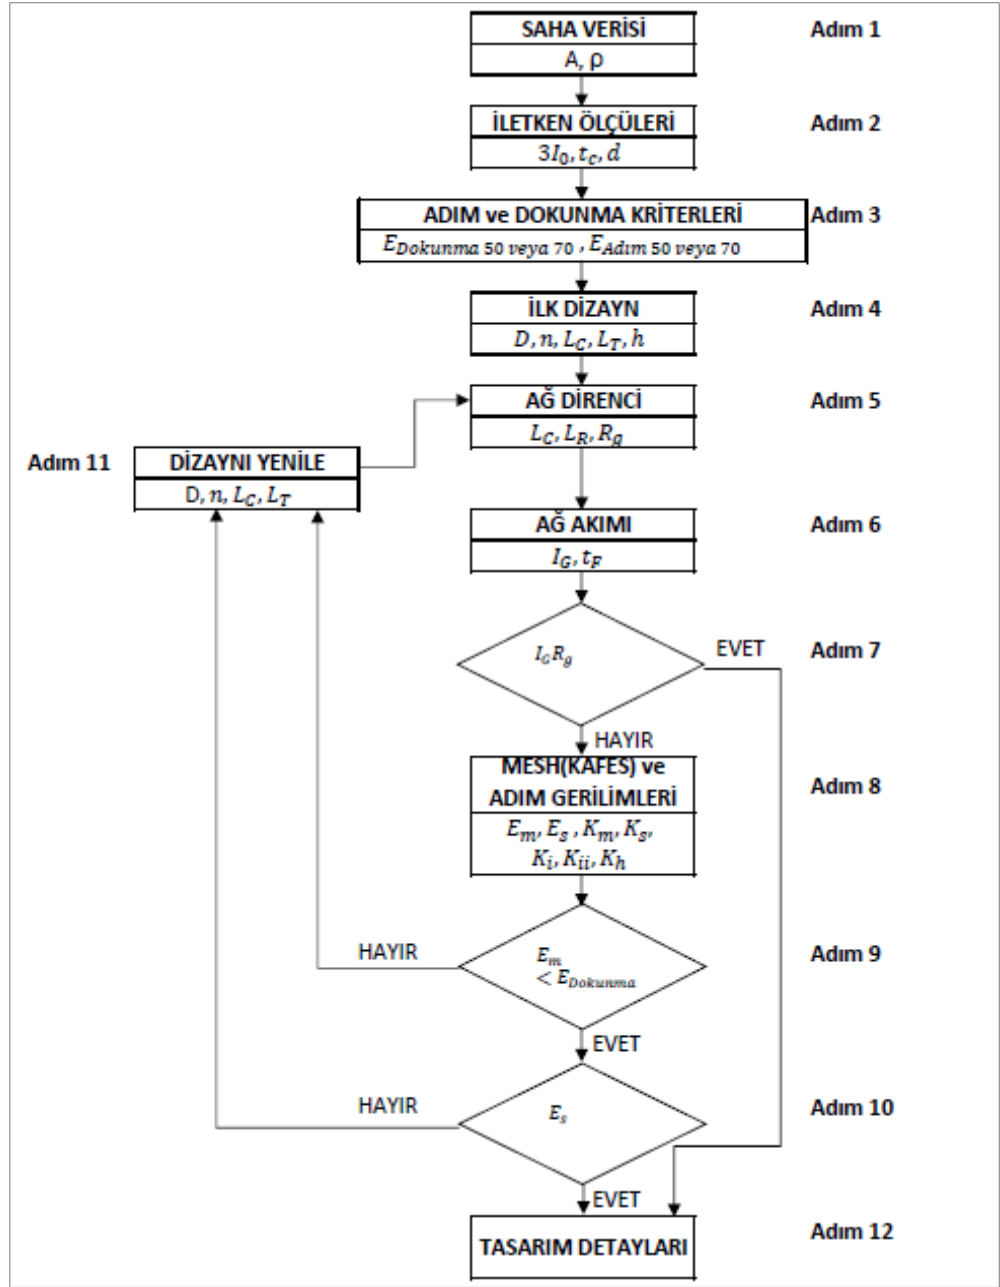 SAHA VERİSİ
Adım 1
A, ρ
İLETKEN ÖLÇÜLERİ
Adım 2
3I₀, t_c, d
ADIM ve DOKUNMA KRİTERLERİ
Adım 3
E_Dokunma 50 veya 70 , E_Adım 50 veya 70
İLK DİZAYN
Adım 4
D, n, L_C, L_T, h
AĞ DİRENCİ
Adım 5
L_C, L_R, R_g
Adım 11
DİZAYNI YENİLE
D, n, L_C, L_T
AĞ AKIMI
Adım 6
I_G, t_F
I_G R_g
EVET
Adım 7
HAYIR
MESH(KAFES) ve
ADIM GERİLİMLERİ
Adım 8
E_m, E_s , K_m, K_s,
K_i, K_ii, K_h
HAYIR
E_m
< E_Dokunma
Adım 9
EVET
HAYIR
E_s
Adım 10
EVET
TASARIM DETAYLARI
Adım 12